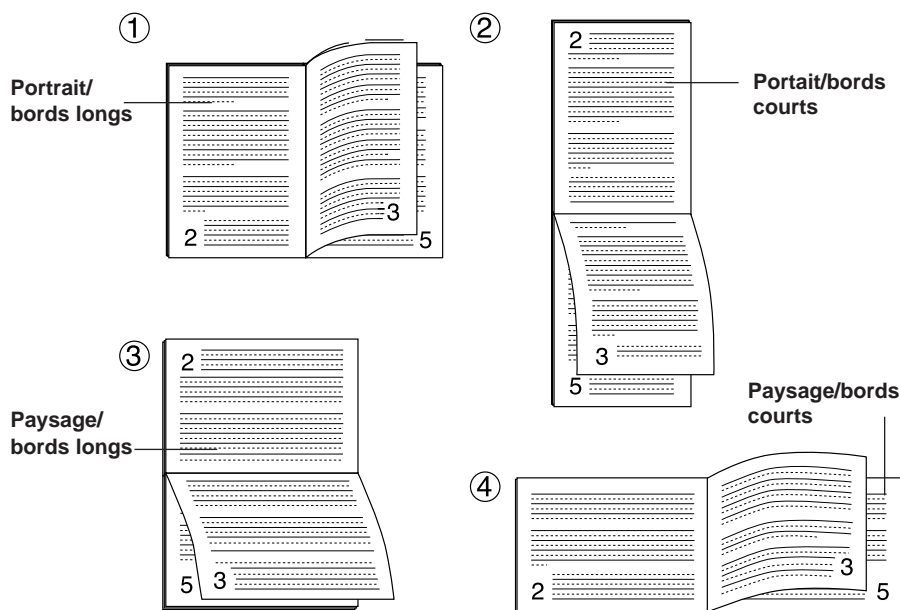 ①
Portrait/
bords longs
2
3
5
②
2
Portait/bords
courts
3
5
③
2
Paysage/
bords longs
5
3
Paysage/bords
courts
④
2
3
5